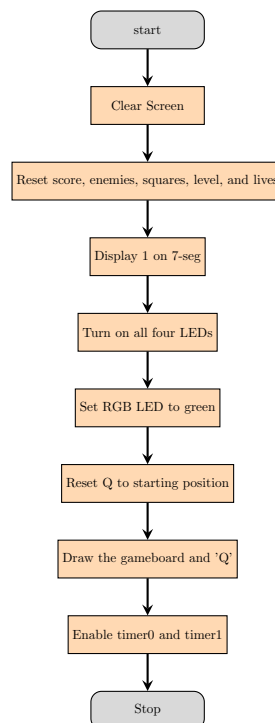 start
Clear Screen
Reset score, enemies, squares, level, and lives
Display 1 on 7-seg
Turn on all four LEDs
Set RGB LED to green
Reset Q to starting position
Draw the gameboard and 'Q'
Enable timer0 and timer1
Stop